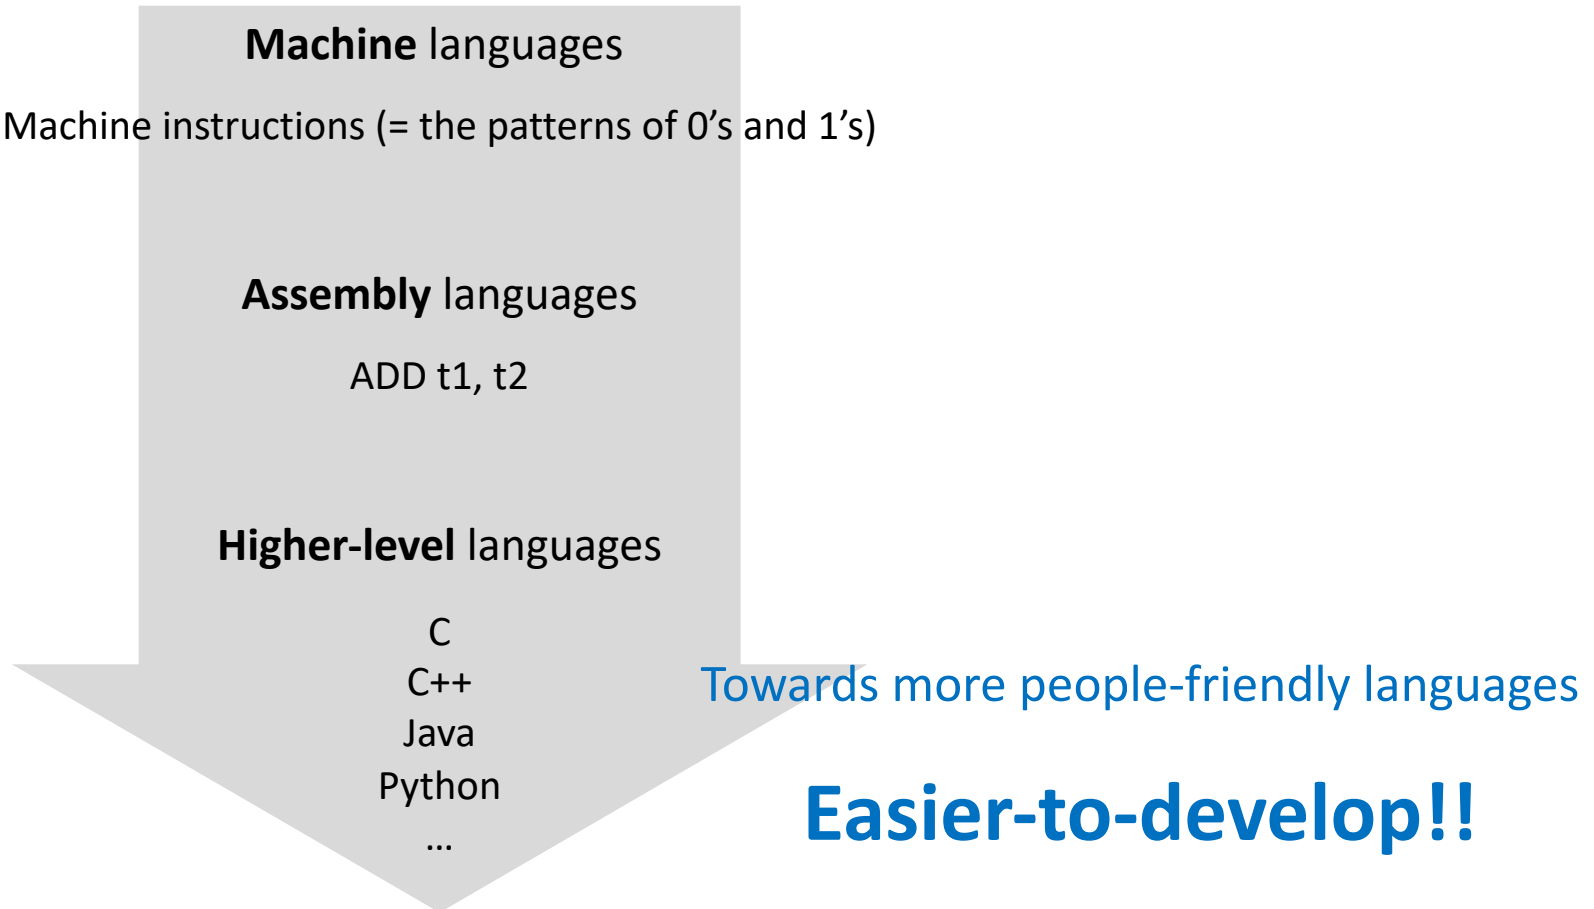 Machine languages
Machine instructions (= the patterns of 0’s and 1’s)
Assembly languages
ADD t1, t2
Higher-level languages
C
C++
Java
Python
…
Towards more people-friendly languages
Easier-to-develop!!